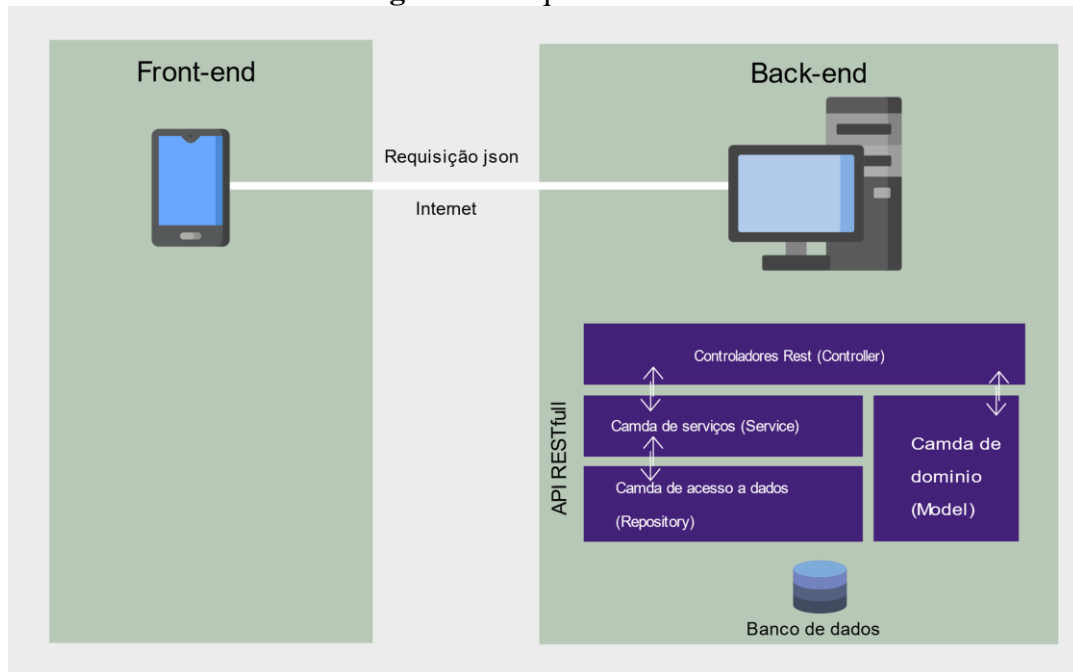 Front-end
Back-end
Requisição json
Internet
API RESTfull
Controladores Rest (Controller)
Camda de serviços (Service)
Camda de acesso a dados
(Repository)
Camda de
dominio
(Model)
Banco de dados